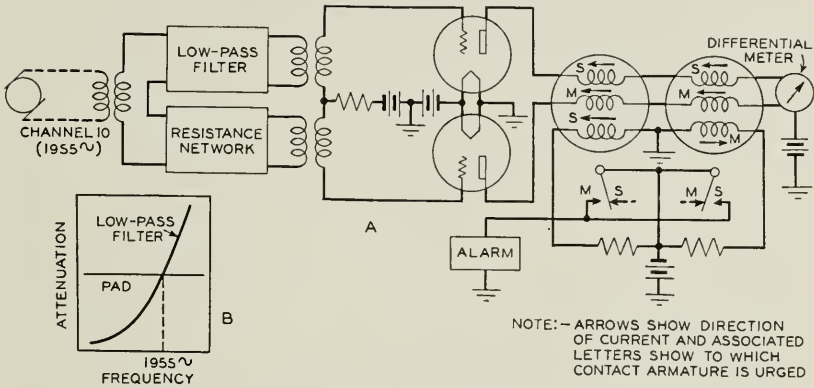 LOW-PASS
FILTER
RESISTANCE
NETWORK
CHANNEL 10
(1955~)
A
DIFFERENTIAL
METER
S
M
S
S
M
M
M
S
M
S
ALARM
ATTENUATION
LOW-PASS
FILTER
PAD
B
1955~
FREQUENCY
NOTE:- ARROWS SHOW DIRECTION
OF CURRENT AND ASSOCIATED
LETTERS SHOW TO WHICH
CONTACT ARMATURE IS URGED